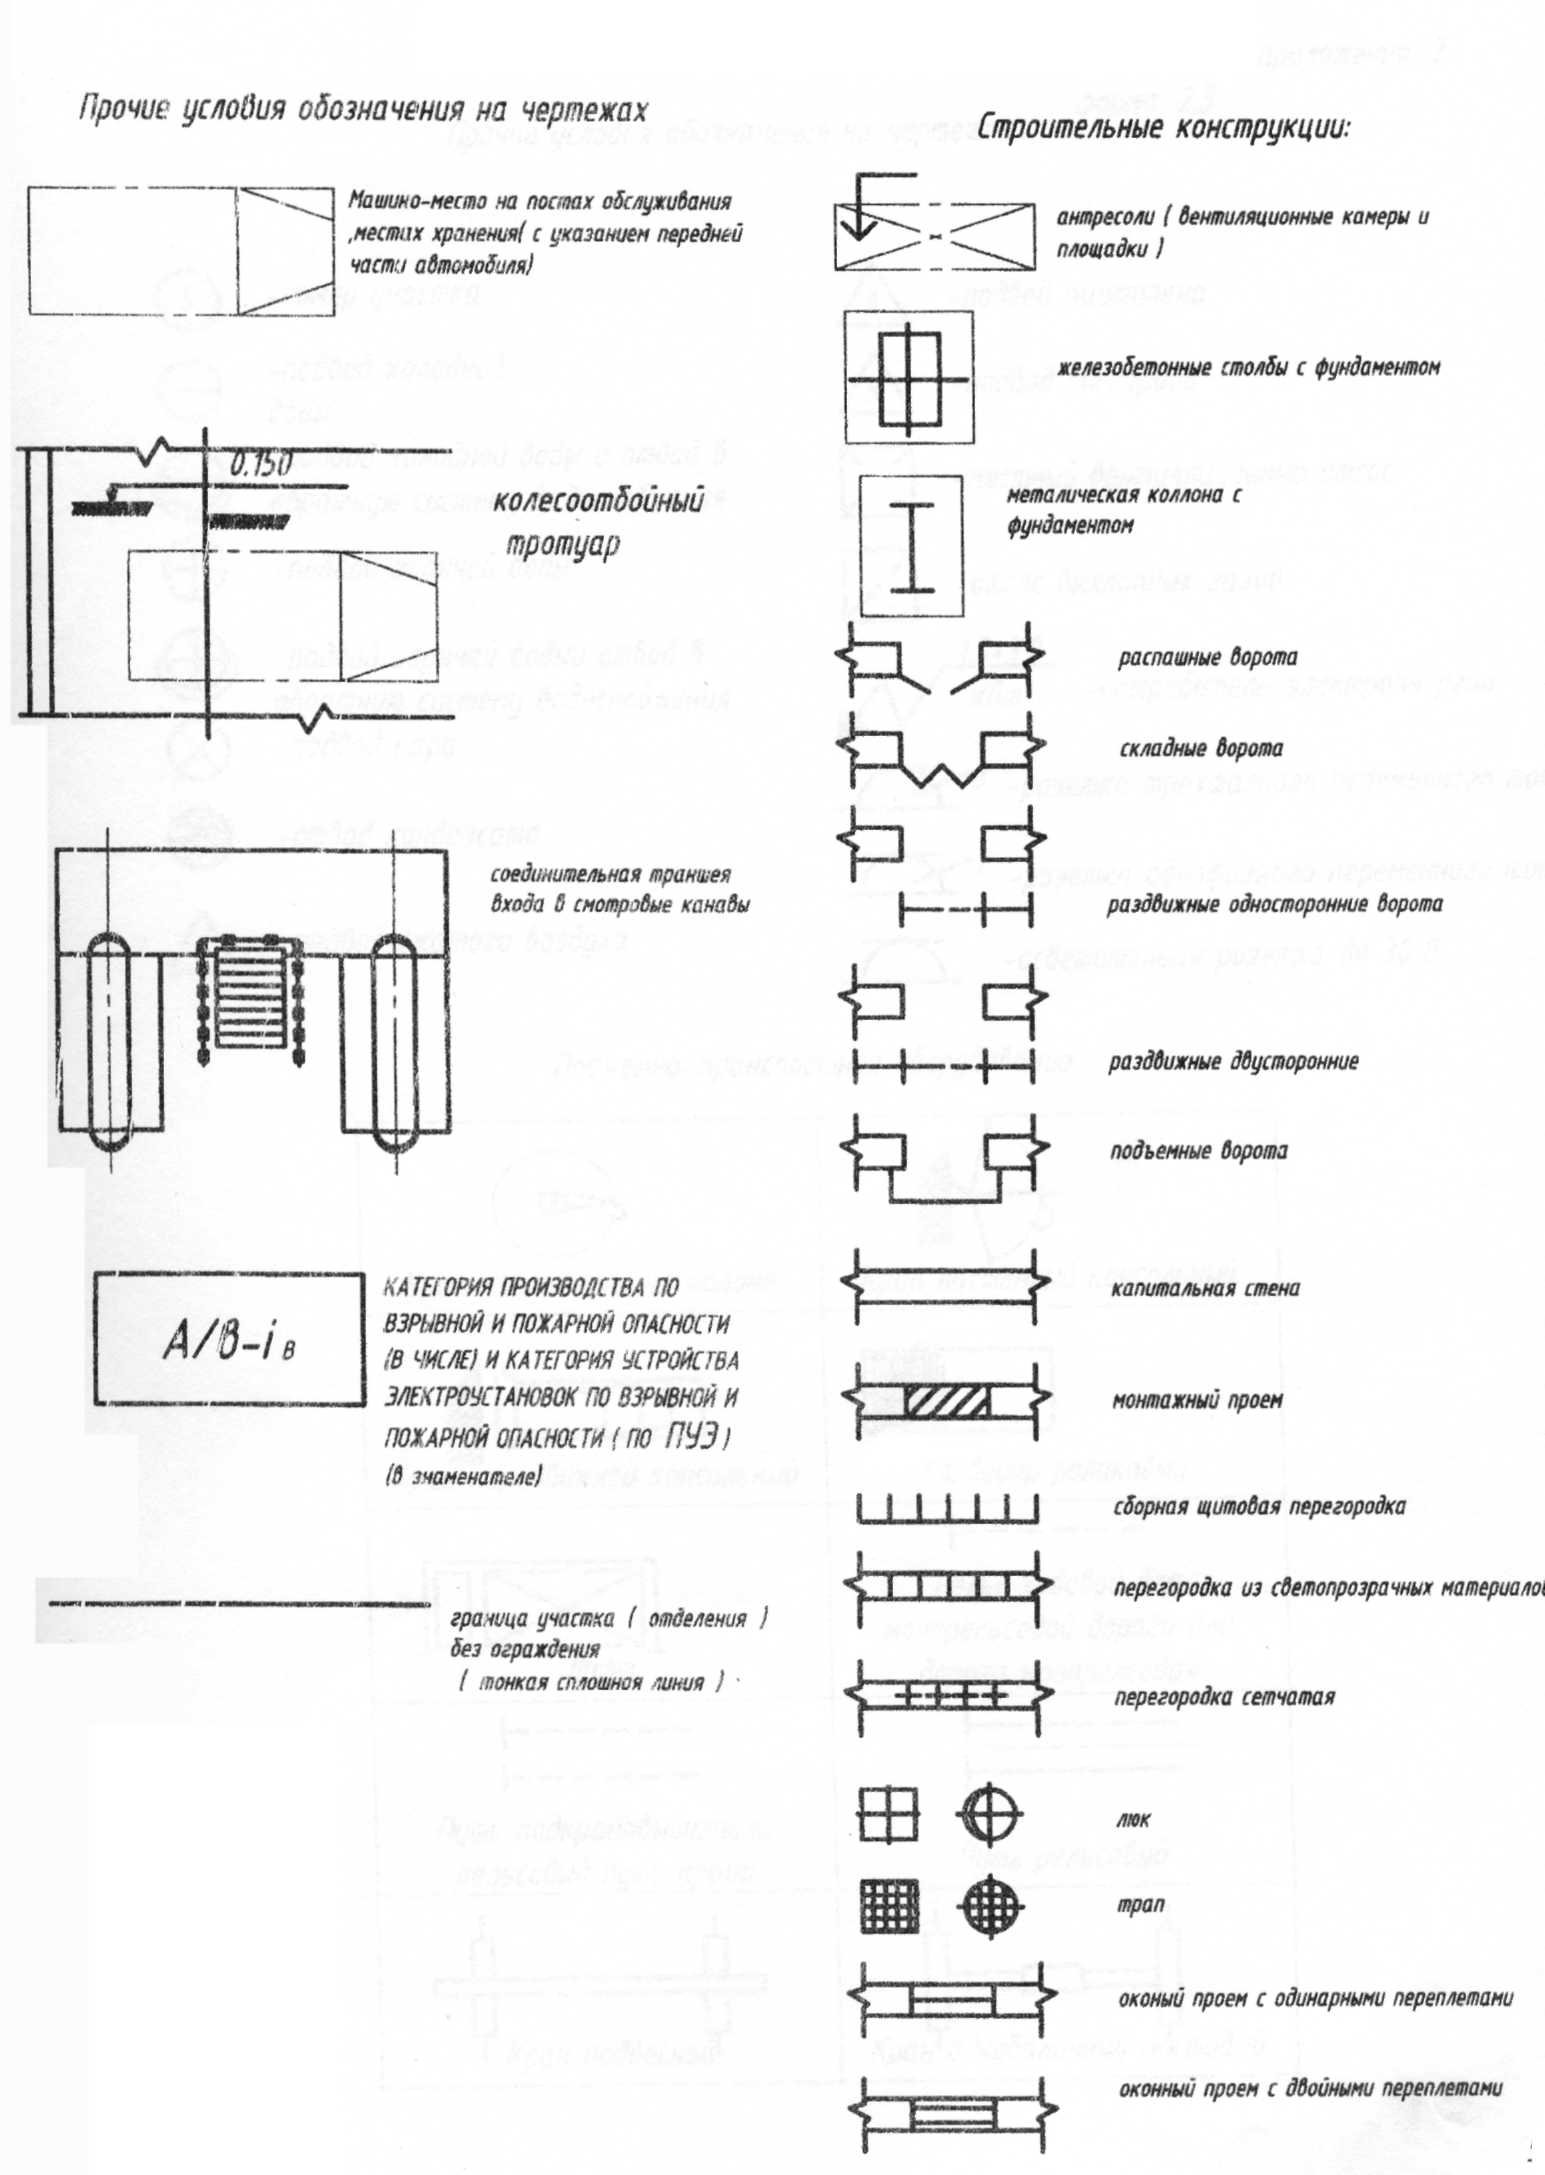 Прочие условия обозначения на чертежах
Машино-место на постах обслуживания
,местах хранения( с указанием передней
части автомобиля)
0.150
колесоотбойный
тротуар
соединительная траншея
входа в смотровые канавы
А/В-i В
КАТЕГОРИЯ ПРОИЗВОДСТВА ПО
ВЗРЫВНОЙ И ПОЖАРНОЙ ОПАСНОСТИ
(В ЧИСЛЕ) И КАТЕГОРИЯ УСТРОЙСТВА
ЭЛЕКТРОУСТАНОВОК ПО ВЗРЫВНОЙ И
ПОЖАРНОЙ ОПАСНОСТИ ( ПО ПУЭ )
(в знаменателе)
граница участка ( отделения )
без ограждения
( тонкая сплошная линия )
Строительные конструкции:
антресоли ( вентиляционные камеры и
площадки )
железобетонные столбы с фундаментом
металическая коллона с
фундаментом
распашные ворота
складные ворота
раздвижные односторонние ворота
раздвижные двусторонние
подъемные ворота
капитальная стена
монтажный проем
сборная щитовая перегородка
перегородка из светопрозрачных материалов
перегородка сетчатая
люк
трап
оконый проем с одинарными переплетами
оконный проем с двойными переплетами